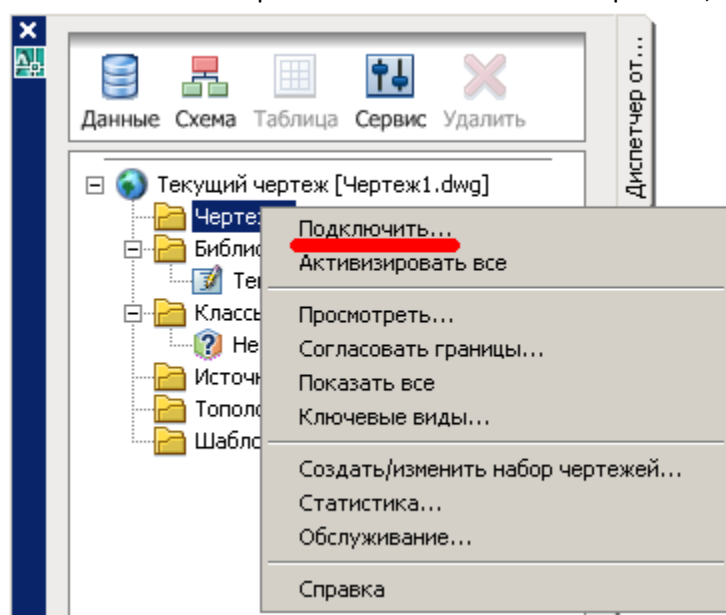 Данные Схема Таблица Сервис Удалить
Диспетчер от...
Текущий чертеж [Чертеж1.dwg]
Подключить...
Активизировать все
Просмотреть...
Согласовать границы...
Показать все
Ключевые виды...
Создать/изменить набор чертежей...
Статистика...
Обслуживание...
Справка